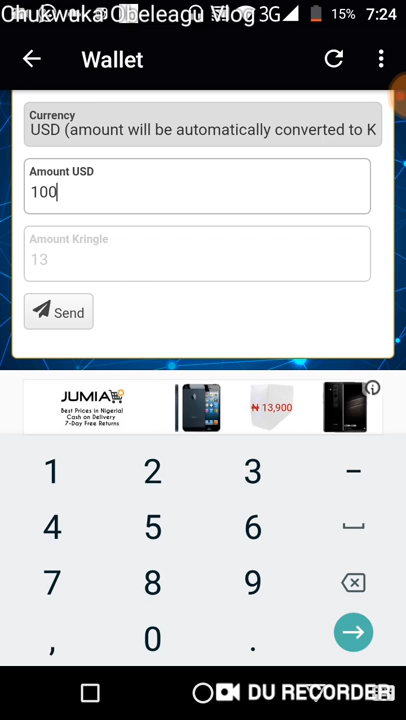 Chukwuka Obeleagu Vlog 3G 15% 7:24
Wallet
Currency
USD (amount will be automatically converted to K
Amount USD
100
Amount Kringle
13
Send
JUMIA
Best Prices in Nigeria!
Cash on Delivery
7-Day Free Returns
₦ 13,900
1 2 3 -
4 5 6
7 8 9
, 0 .
DU RECORDER